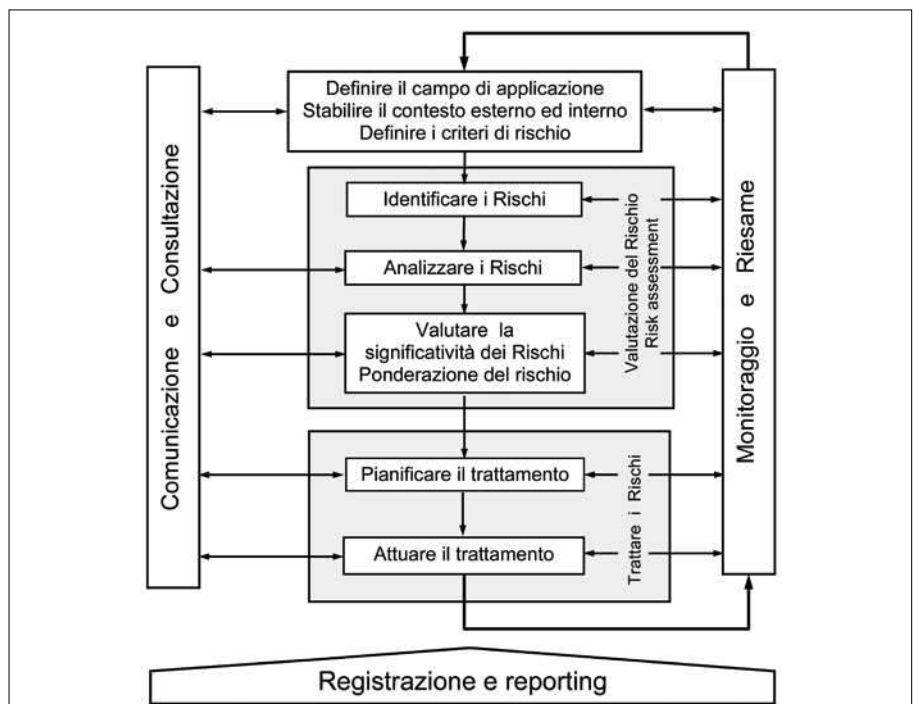 Definire il campo di applicazione
Stabilire il contesto esterno ed interno
Definire i criteri di rischio
Comunicazione e Consultazione
Identificare i Rischi
Analizzare i Rischi
Valutare la
significatività dei Rischi
Ponderazione del rischio
Valutazione del Rischio
Risk assessment
Monitoraggio e Riesame
Pianificare il trattamento
Attuare il trattamento
Trattare i Rischi
Registrazione e reporting